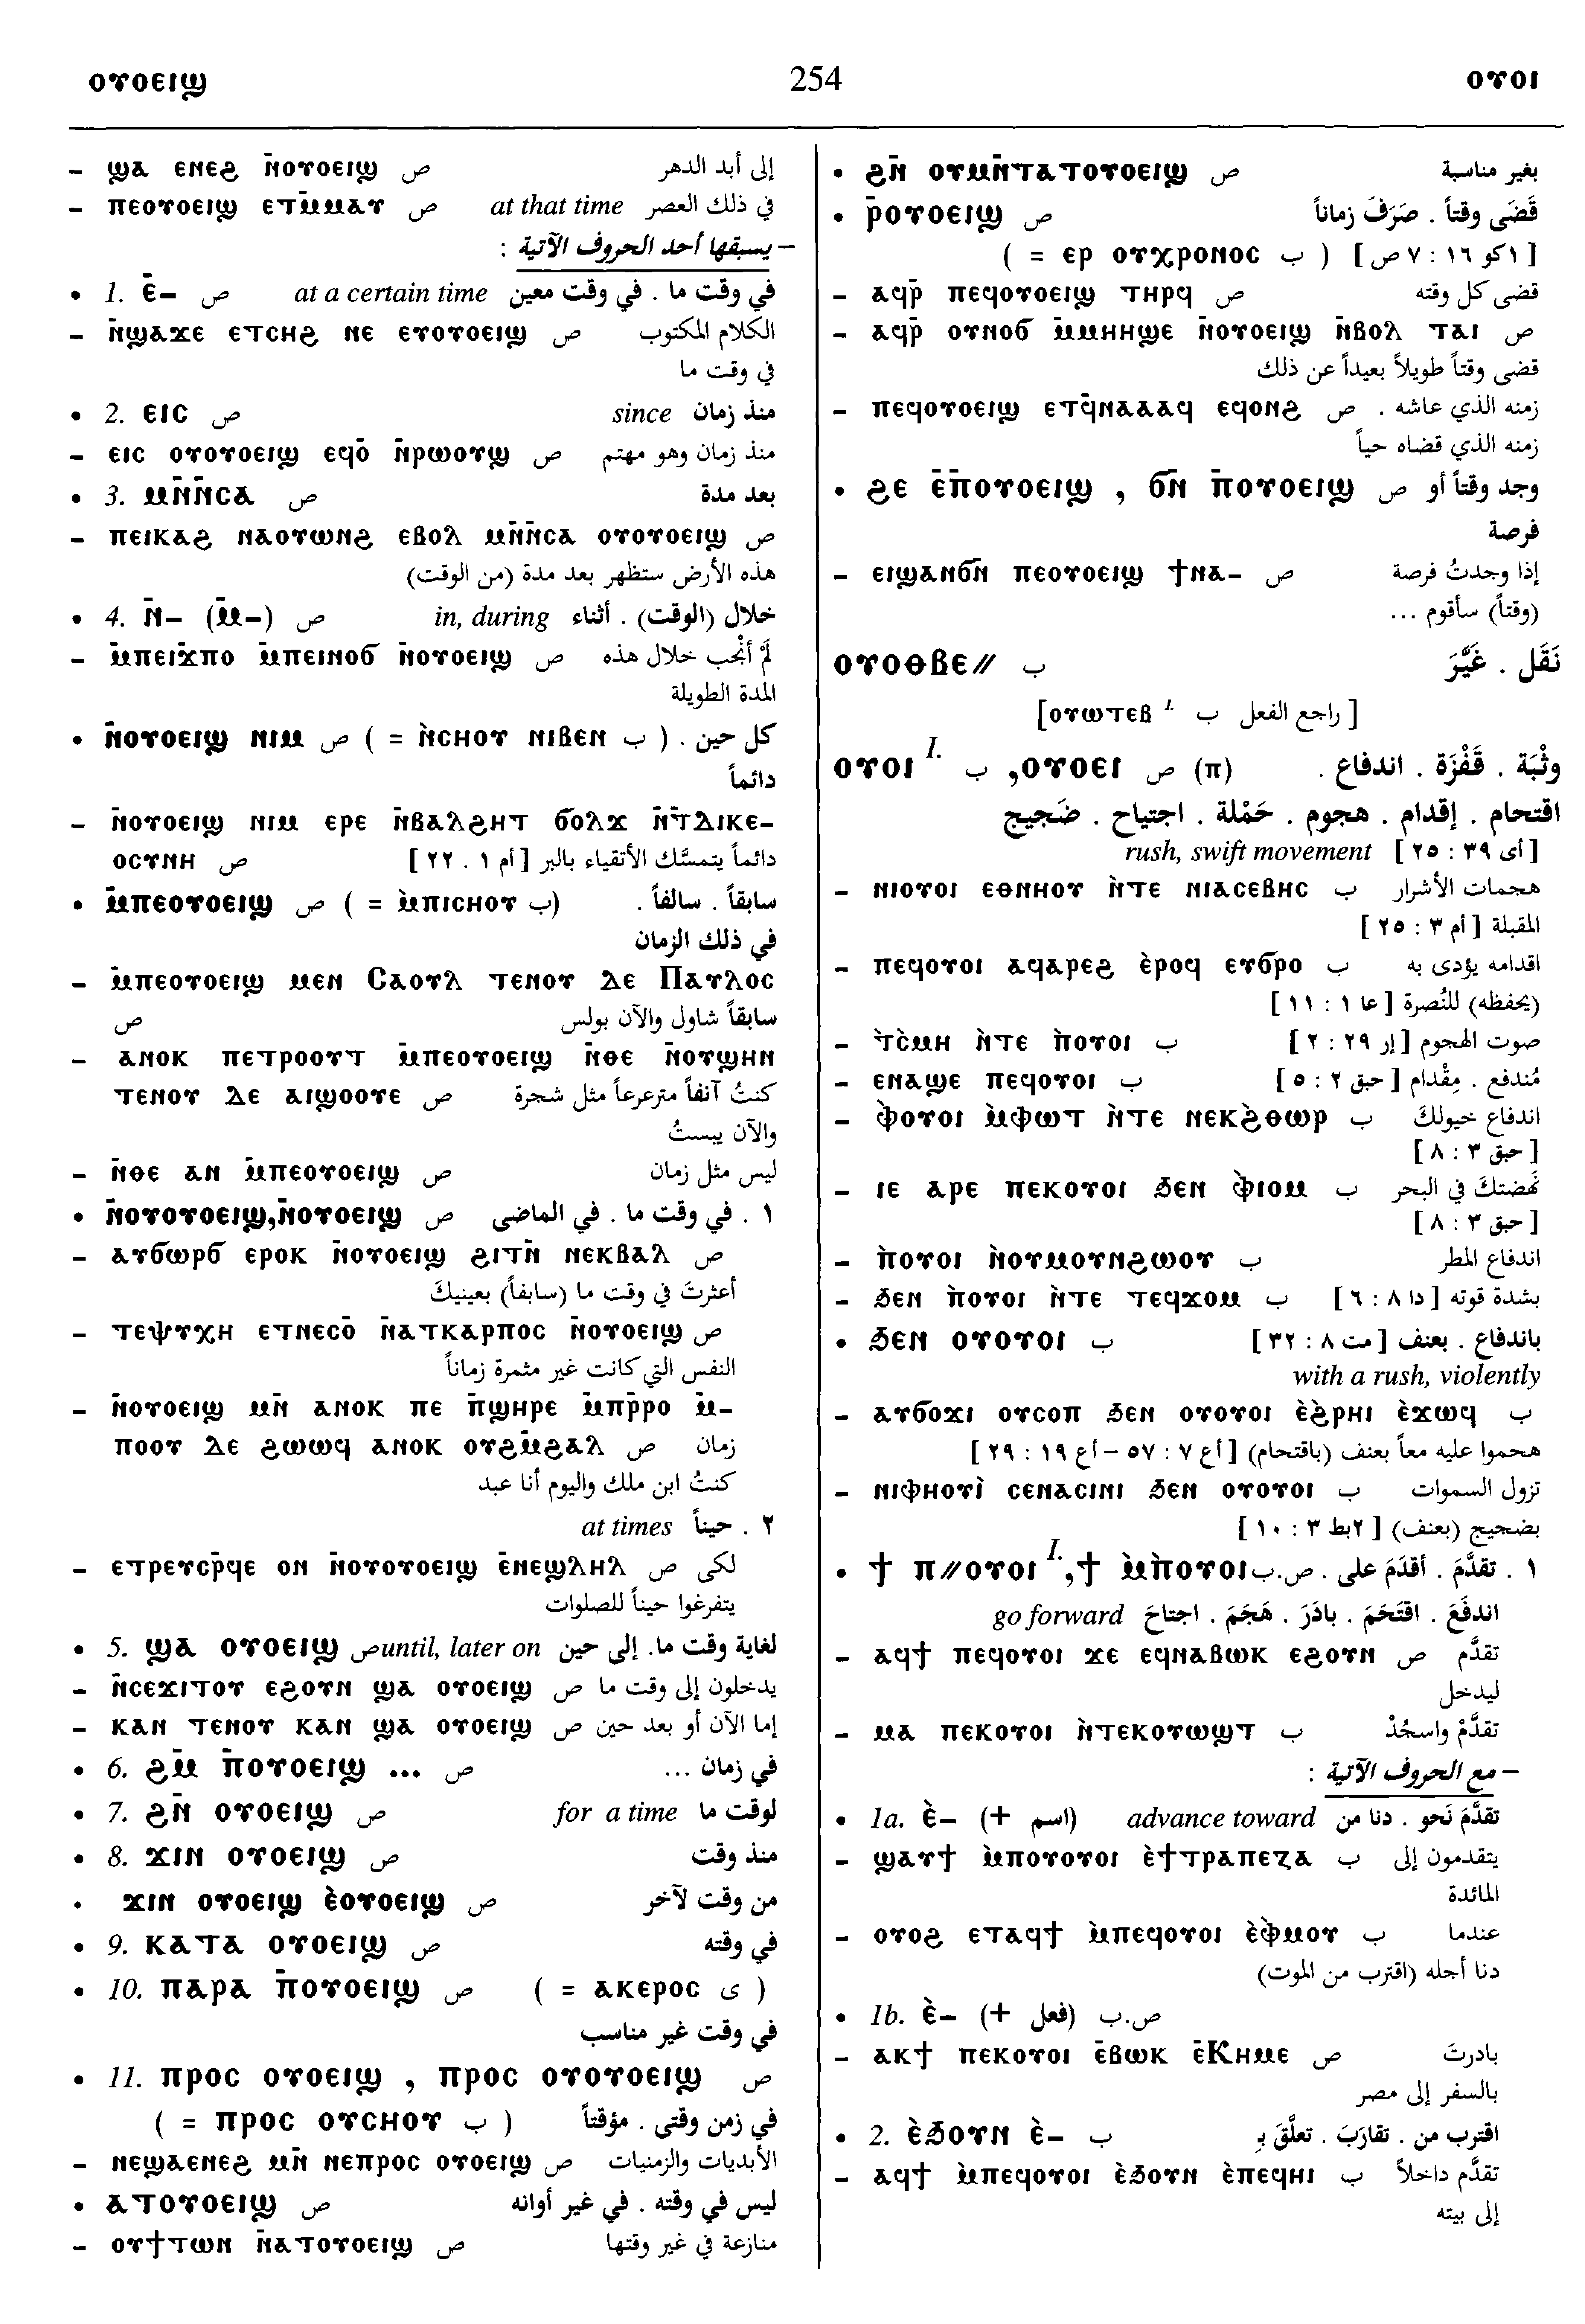 ⲟⲩⲟⲉⲓϣ 254 ⲟⲩⲟⲓ
– ϣⲁ ⲉⲛⲉϩ ⲛ̄ⲟⲩⲟⲉⲓϣ ص إلى أبد الدهر
– ⲡⲉⲟⲩⲟⲉⲓϣ ⲉⲧⲙ̄ⲙⲁⲩ ص at that time في ذلك العصر
– يسبقها أحد الحروف الآتية :
• 1. ⲉ̄– ص at a certain time في وقت ما . في وقت معين
– ⲛ̄ϣⲁϫⲉ ⲉⲧⲥⲏϩ ⲛⲉ ⲉⲩⲟⲩⲟⲉⲓϣ ص الكلام المكتوب
في وقت ما
• 2. ⲉⲓⲥ ص since منذ زمان
– ⲉⲓⲥ ⲟⲩⲟⲩⲟⲉⲓϣ ⲉϥⲟ̄ ⲛ̄ⲣⲱⲟⲩϣ ص منذ زمان وهو مهتم
• 3. ⲙⲛ̄ⲛ̄ⲥⲁ ص بعد مدة
– ⲡⲉⲓⲕⲁϩ ⲛⲁⲟⲩⲱⲛϩ ⲉⲃⲟⲗ ⲙⲛ̄ⲛ̄ⲥⲁ ⲟⲩⲟⲩⲟⲉⲓϣ ص
هذه الأرض ستظهر بعد مدة (من الوقت)
• 4. ⲛ̄– (ⲙ̄–) ص in, during خلال (الوقت) . أثناء
– ⲙ̄ⲡⲉⲓϫ̄ⲡⲟ ⲙ̄ⲡⲉⲓⲛⲟϭ ⲛ̄ⲟⲩⲟⲉⲓϣ ص لَمْ أنجب خلال هذه
المدة الطويلة
• ⲛ̄ⲟⲩⲟⲉⲓϣ ⲛⲓⲙ ص ( = ⲛ̀ⲥⲏⲟⲩ ⲛⲓⲃⲉⲛ ب ) كل حين .
دائماً
– ⲛ̄ⲟⲩⲟⲉⲓϣ ⲛⲓⲙ ⲉⲣⲉ ⲛ̄ⲃⲁⲗϩⲏⲧ ϭⲟⲗϫ ⲛ̄ⲧ̄ⲇⲓⲕⲉ–
ⲟⲥⲩⲛⲏ ص دائماً يتمسَّك الأتقياء بالبر [ أم ١ . ٢٢ ]
• ⲙ̄ⲡⲉⲟⲩⲟⲉⲓϣ ص ( = ⲙ̀ⲡⲓⲥⲏⲟⲩ ب) سابقاً . سالفاً .
في ذلك الزمان
– ⲙ̄ⲡⲉⲟⲩⲟⲉⲓϣ ⲙⲉⲛ Ⲥⲁⲟⲩⲗ ⲧⲉⲛⲟⲩ ⲇⲉ Ⲡⲁⲩⲗⲟⲥ
ص سابقاً شاول والآن بولس
– ⲁⲛⲟⲕ ⲡⲉⲧⲣⲟⲟⲩⲧ ⲙ̄ⲡⲉⲟⲩⲟⲉⲓϣ ⲛ̄ⲑⲉ ⲛ̄ⲟⲩϣⲏⲛ
ⲧⲉⲛⲟⲩ ⲇⲉ ⲁⲓϣⲟⲟⲩⲉ ص كنتُ آنفاً مترعرعاً مثل شجرة
والآن يبستُ
– ⲛ̄ⲑⲉ ⲁⲛ ⲙ̄ⲡⲉⲟⲩⲟⲉⲓϣ ص ليس مثل زمان
• ⲛ̄ⲟⲩⲟⲩⲟⲉⲓϣ,ⲛ̄ⲟⲩⲟⲉⲓϣ ص ١ . في وقت ما . في الماضى
– ⲁⲩϭⲱⲣϭ ⲉⲣⲟⲕ ⲛ̄ⲟⲩⲟⲉⲓϣ ϩⲓⲧⲛ̄ ⲛⲉⲕⲃⲁⲗ ص
أعثرتَ في وقت ما (سابقاً) بعينيكَ
– ⲧⲉⲯⲩⲭⲏ ⲉⲧⲛⲉⲥⲟ̄ ⲛ̄ⲁⲧⲕⲁⲣⲡⲟⲥ ⲛ̄ⲟⲩⲟⲉⲓϣ ص
النفس التي كانت غير مثمرة زماناً
– ⲛ̄ⲟⲩⲟⲉⲓϣ ⲙⲛ̄ ⲁⲛⲟⲕ ⲡⲉ ⲡ̄ϣⲏⲣⲉ ⲙ̄ⲡⲣ̄ⲣⲟ ⲙ̄–
ⲡⲟⲟⲩ ⲇⲉ ϩⲱⲱϥ ⲁⲛⲟⲕ ⲟⲩϩⲙ̄ϩⲁⲗ ص زمان
كنتُ ابن ملك واليوم أنا عبد
at times ٢ . حيناً
– ⲉⲧⲣⲉⲩⲥⲣ̄ϥⲉ ⲟⲛ ⲛ̄ⲟⲩⲟⲩⲟⲉⲓϣ ⲉ̄ⲛⲉϣⲗⲏⲗ ص لكى
يتفرغوا حيناً للصلوات
• 5. ϣⲁ ⲟⲩⲟⲉⲓϣ ص until, later on لغاية وقت ما. إلى حين
– ⲛ̄ⲥⲉϫⲓⲧⲟⲩ ⲉϩⲟⲩⲛ ϣⲁ ⲟⲩⲟⲉⲓϣ ص يدخلون إلى وقت ما
– ⲕⲁⲛ ⲧⲉⲛⲟⲩ ⲕⲁⲛ ϣⲁ ⲟⲩⲟⲉⲓϣ ص إما الآن أو بعد حين
• 6. ϩⲙ̄ ⲡ̄ⲟⲩⲟⲉⲓϣ ... ص في زمان ...
• 7. ϩⲛ̄ ⲟⲩⲟⲉⲓϣ ص for a time لوقت ما
• 8. ϫⲓⲛ ⲟⲩⲟⲉⲓϣ ص منذ وقت
• ϫⲓⲛ ⲟⲩⲟⲉⲓϣ ⲉ̀ⲟⲩⲟⲉⲓϣ ص من وقت لآخر
• 9. ⲕⲁⲧⲁ ⲟⲩⲟⲉⲓϣ ص في وقته
• 10. ⲡⲁⲣⲁ ⲡ̄ⲟⲩⲟⲉⲓϣ ص ( = ⲁⲕⲉⲣⲟⲥ ى )
في وقت غير مناسب
• 11. ⲡⲣⲟⲥ ⲟⲩⲟⲉⲓϣ , ⲡⲣⲟⲥ ⲟⲩⲟⲩⲟⲉⲓϣ ص
( = ⲡⲣⲟⲥ ⲟⲩⲥⲏⲟⲩ ب ) في زمن وقتى . مؤقتاً
– ⲛⲉϣⲁⲉⲛⲉϩ ⲙⲛ̄ ⲛⲉⲡⲣⲟⲥ ⲟⲩⲟⲉⲓϣ ص الأبديات والزمنيات
• ⲁⲧⲟⲩⲟⲉⲓϣ ص ليس في وقته . في غير أوانه
– ⲟⲩϯⲧⲱⲛ ⲛ̄ⲁⲧⲟⲩⲟⲉⲓϣ ص منازعة في غير وقتها
• ϩⲛ̄ ⲟⲩⲙⲛ̄ⲧⲁⲧⲟⲩⲟⲉⲓϣ ص بغير مناسبة
• ⲣ̄ⲟⲩⲟⲉⲓϣ ص قَضَى وقتاً . صَرَفَ زماناً
( = ⲉⲣ ⲟⲩⲭⲣⲟⲛⲟⲥ ب ) [ ١كو ١٦ : ٧ ص ]
– ⲁϥⲣ̄ ⲡⲉϥⲟⲩⲟⲉⲓϣ ⲧⲏⲣϥ ص قضى كل وقته
– ⲁϥⲣ̄ ⲟⲩⲛⲟϭ ⲙ̄ⲙⲏⲏϣⲉ ⲛ̄ⲟⲩⲟⲉⲓϣ ⲛ̄ⲃⲟⲗ ⲧⲁⲓ ص
قضى وقتاً طويلاً بعيداً عن ذلك
– ⲡⲉϥⲟⲩⲟⲉⲓϣ ⲉⲧϥ̄ⲛⲁⲁⲁϥ ⲉϥⲟⲛϩ ص زمنه الذي عاشه .
زمنه الذي قضاه حياً
• ϩⲉ ⲉ̄ⲡ̄ⲟⲩⲟⲉⲓϣ , ϭⲛ̄ ⲡ̄ⲟⲩⲟⲉⲓϣ ص وجد وقتاً أو
فرصة
– ⲉⲓϣⲁⲛϭⲛ̄ ⲡⲉⲟⲩⲟⲉⲓϣ ϯⲛⲁ– ص إذا وجدتُ فرصة
(وقتاً) سأقوم ...
ⲟⲩⲟⲑⲃⲉ// ب نَقَل . غَيَّرَ
[ راجع الفعل ب ⲟⲩⲱⲧⲉⲃ I. ]
ⲟⲩⲟⲓ I. ب ,ⲟⲩⲟⲉⲓ ص (ⲡ) وثْبَة . قَفْزَة . اندفاع .
اقتحام . إقدام . هجوم . حَمْلة . اجتياح . ضَجيج
rush, swift movement [ أى ٣٩ : ٢٥ ]
– ⲛⲓⲟⲩⲟⲓ ⲉⲑⲛⲏⲟⲩ ⲛ̀ⲧⲉ ⲛⲓⲁⲥⲉⲃⲏⲥ ب هجمات الأشرار
المقبلة [ أم ٣ : ٢٥ ]
– ⲡⲉϥⲟⲩⲟⲓ ⲁϥⲁⲣⲉϩ ⲉ̀ⲣⲟϥ ⲉⲩϭⲣⲟ ب اقدامه يؤدى به
(يحفظه) للنُصرة [ عا ١ : ١١ ]
– ⲧ̀ⲥ̀ⲙⲏ ⲛ̀ⲧⲉ ⲡ̀ⲟⲩⲟⲓ ب صوت الهجوم [ إر ٢٩ : ٢ ]
– ⲉⲛⲁϣⲉ ⲡⲉϥⲟⲩⲟⲓ ب مُندفع . مِقْدام [ حبق ٢ : ٥ ]
– ⲫ̀ⲟⲩⲟⲓ ⲙ̀ⲫⲱⲧ ⲛ̀ⲧⲉ ⲛⲉⲕϩⲑⲱⲣ ب اندفاع خيولكَ
[ حبق ٣ : ٨ ]
– ⲓⲉ ⲁⲣⲉ ⲡⲉⲕⲟⲩⲟⲓ ϧⲉⲛ ⲫ̀ⲓⲟⲙ ب نَهضتكَ في البحر
[ حبق ٣ : ٨ ]
– ⲡ̀ⲟⲩⲟⲓ ⲛ̀ⲟⲩⲙⲟⲩⲛϩⲱⲟⲩ ب اندفاع المطر
– ϧⲉⲛ ⲡ̀ⲟⲩⲟⲓ ⲛ̀ⲧⲉ ⲧⲉϥϫⲟⲙ ب بشدة قوته [ دا ٨ : ٦ ]
• ϧⲉⲛ ⲟⲩⲟⲩⲟⲓ ب باندفاع . بعنف [ مت ٨ : ٣٢ ]
with a rush, violently
– ⲁⲩϭⲟϫⲓ ⲟⲩⲥⲟⲡ ϧⲉⲛ ⲟⲩⲟⲩⲟⲓ ⲉ̀ϩ̀ⲣⲏⲓ ⲉ̀ϫⲱϥ ب
هجموا عليه معاً بعنف (باقتحام) [ أع ٧ : ٥٧ – أع ١٩ : ٢٩ ]
– ⲛⲓⲫⲏⲟⲩⲓ̀ ⲥⲉⲛⲁⲥⲓⲛⲓ ϧⲉⲛ ⲟⲩⲟⲩⲟⲓ ب تزول السموات
بضجيج (بعنف) [ ٢بط ٣ : ١٠ ]
• ϯ ⲡ//ⲟⲩⲟⲓ I. ,ϯ ⲙ̀ⲡ̀ⲟⲩⲟⲓ ص.ب ١ . تقدَّمَ . أقدَمَ على .
go forward اندفَعَ . اقتَحَمَ . بادَرَ . هَجَمَ . اجتاحَ
– ⲁϥϯ ⲡⲉϥⲟⲩⲟⲓ ϫⲉ ⲉϥⲛⲁⲃⲱⲕ ⲉϩⲟⲩⲛ ص تقدَّم
ليدخل
– ⲙⲁ ⲡⲉⲕⲟⲩⲟⲓ ⲛ̀ⲧⲉⲕⲟⲩⲱϣⲧ ب تقدَّمْ واسجُدْ
– مع الحروف الآتية :
• 1a. ⲉ̀– (+ اسم) advance toward تقدَّمَ نَحو . دنا من
– ϣⲁⲩϯ ⲙ̀ⲡⲟⲩⲟⲩⲟⲓ ⲉ̀ϯⲧⲣⲁⲡⲉⲍⲁ ب يتقدمون إلى
المائدة
– ⲟⲩⲟϩ ⲉⲧⲁϥϯ ⲙ̀ⲡⲉϥⲟⲩⲟⲓ ⲉ̀ⲫ̀ⲙⲟⲩ ب عندما
دنا أجله (اقترب من الموت)
• 1b. ⲉ̀– (+ فعل) ص.ب
– ⲁⲕϯ ⲡⲉⲕⲟⲩⲟⲓ ⲉ̄ⲃⲱⲕ ⲉ̀Ⲕⲏⲙⲉ ص بادرتَ
بالسفر إلى مصر
• 2. ⲉ̀ϧⲟⲩⲛ ⲉ̀– ب اقترب من . تقارَبَ . تعلَّقَ بِـ
– ⲁϥϯ ⲙ̀ⲡⲉϥⲟⲩⲟⲓ ⲉ̀ϧⲟⲩⲛ ⲉ̀ⲡⲉϥⲏⲓ ب تقدَّم داخلاً
إلى بيته